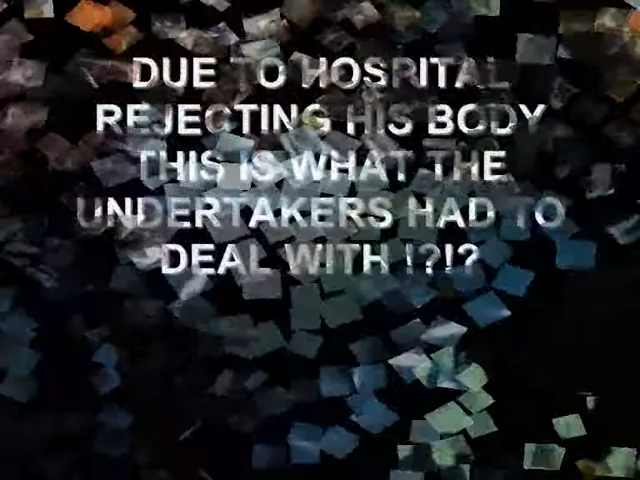 DUE TO HOSPITAL
REJECTING HIS BODY
THIS IS WHAT THE
UNDERTAKERS HAD TO
DEAL WITH !?!?